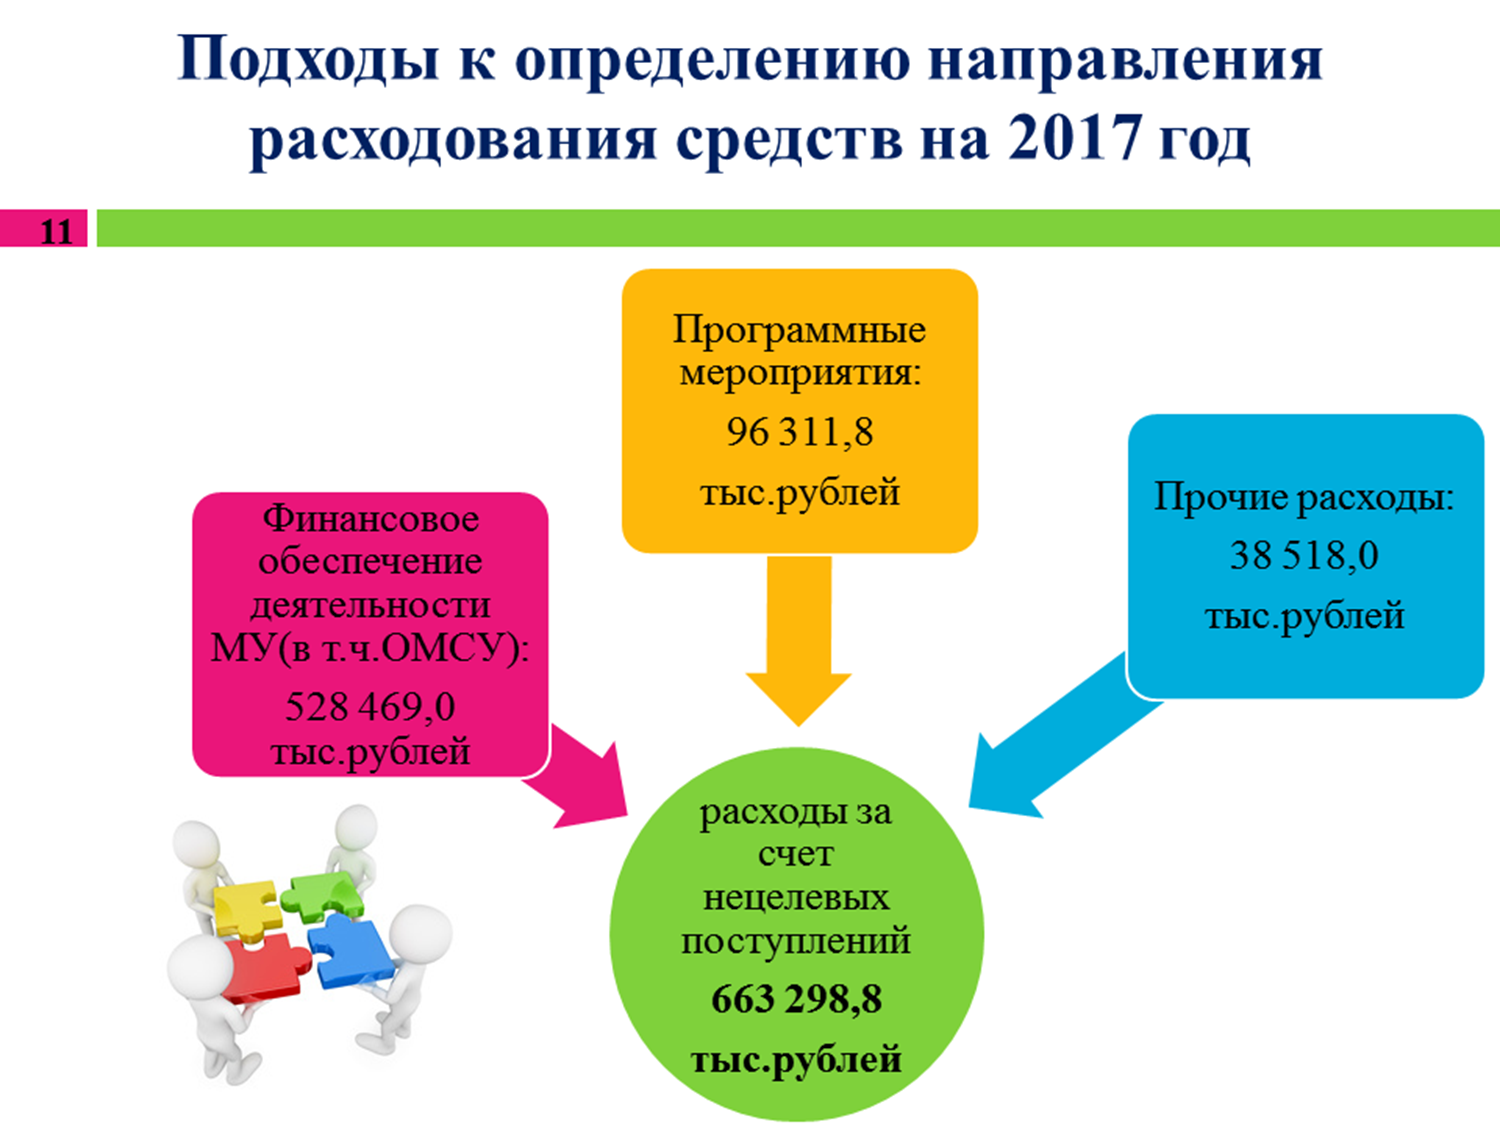 Подходы к определению направления
расходования средств на 2017 год
11
Программные
мероприятия:
96 311,8
тыс.рублей
Прочие расходы:
38 518,0
тыс.рублей
Финансовое
обеспечение
деятельности
МУ(в т.ч.ОМСУ):
528 469,0
тыс.рублей
расходы за
счет
нецелевых
поступлений
663 298,8
тыс.рублей